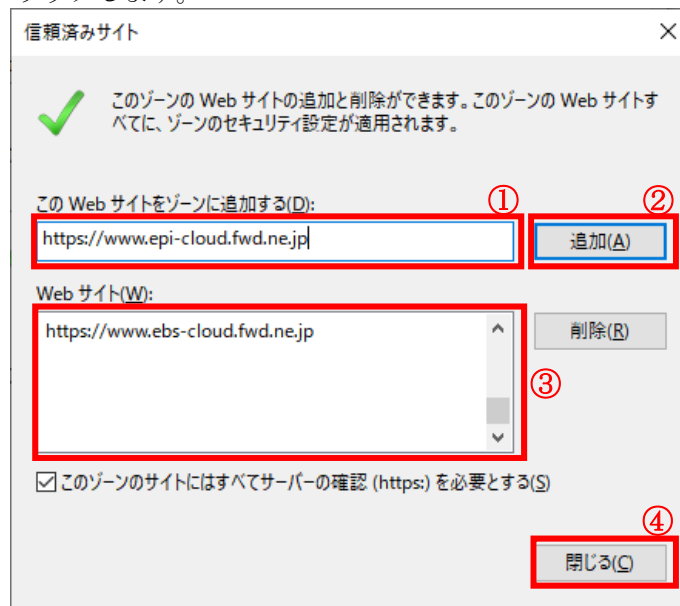 クリックします。
信頼済みサイト
このゾーンの Web サイトの追加と削除ができます。このゾーンの Web サイトす
べてに、ゾーンのセキュリティ設定が適用されます。
この Web サイトをゾーンに追加する(D):
①
②
https://www.epi-cloud.fwd.ne.jp
追加(A)
Web サイト(W):
https://www.ebs-cloud.fwd.ne.jp
削除(R)
③
このゾーンのサイトにはすべてサーバーの確認 (https:) を必要とする(S)
④
閉じる(C)